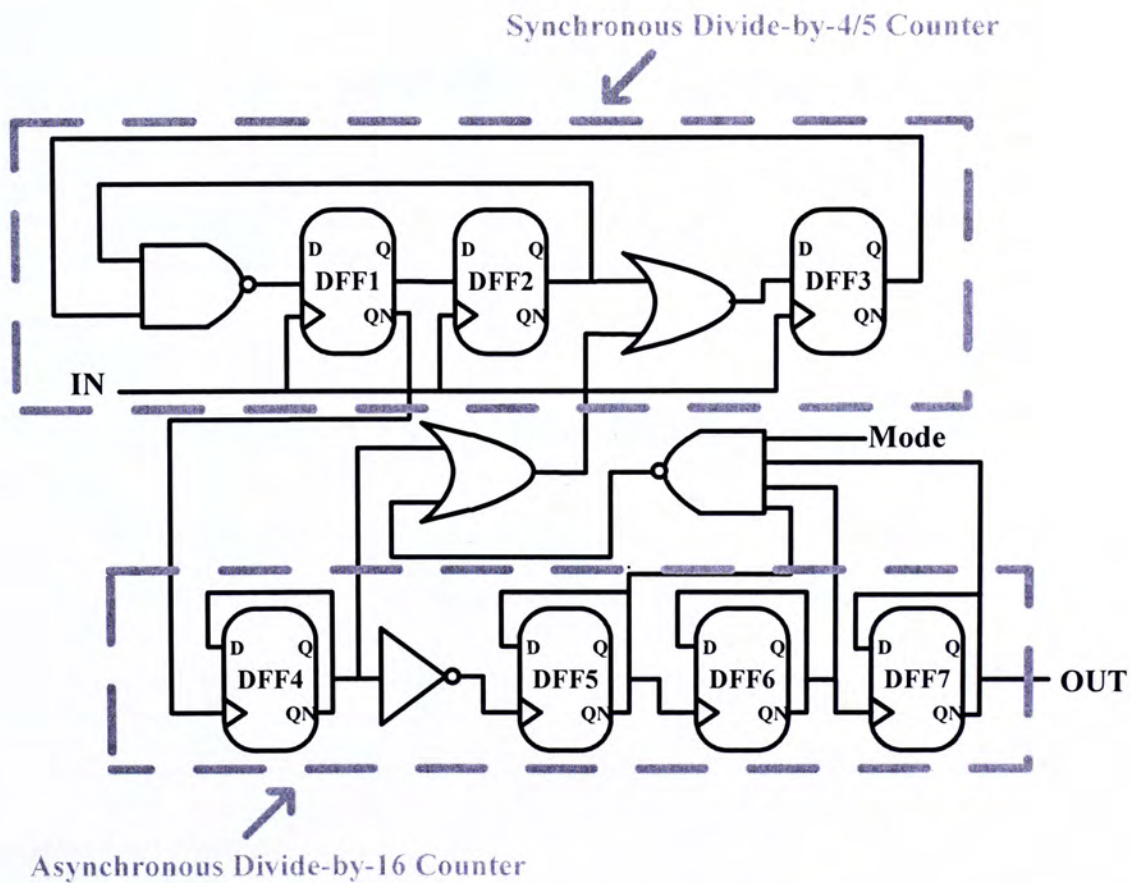 Synchronous Divide-by-4/5 Counter
D Q
DFF1
QN
D Q
DFF2
QN
D Q
DFF3
QN
IN
Mode
D Q
DFF4
QN
D Q
DFF5
QN
D Q
DFF6
QN
D Q
DFF7
QN
OUT
Asynchronous Divide-by-16 Counter